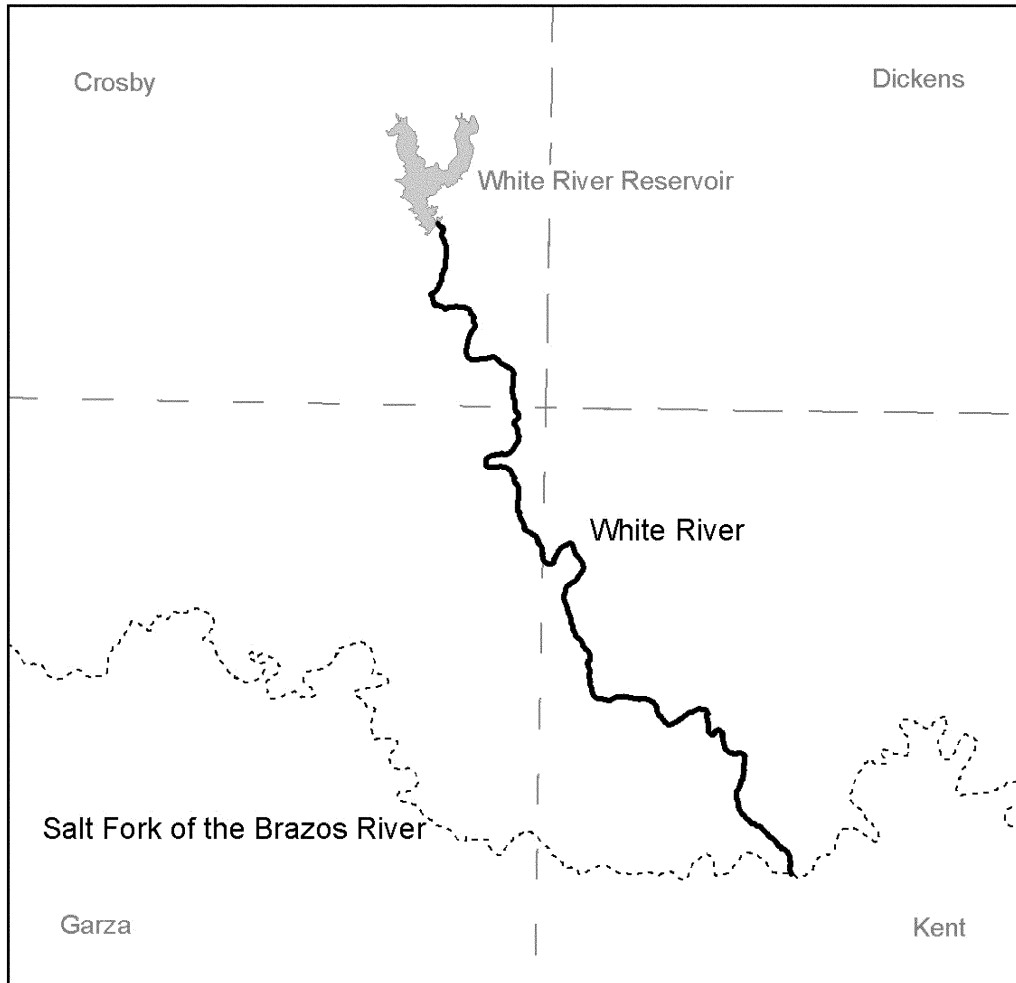 Crosby
Dickens
White River Reservoir
White River
Salt Fork of the Brazos River
Garza
Kent